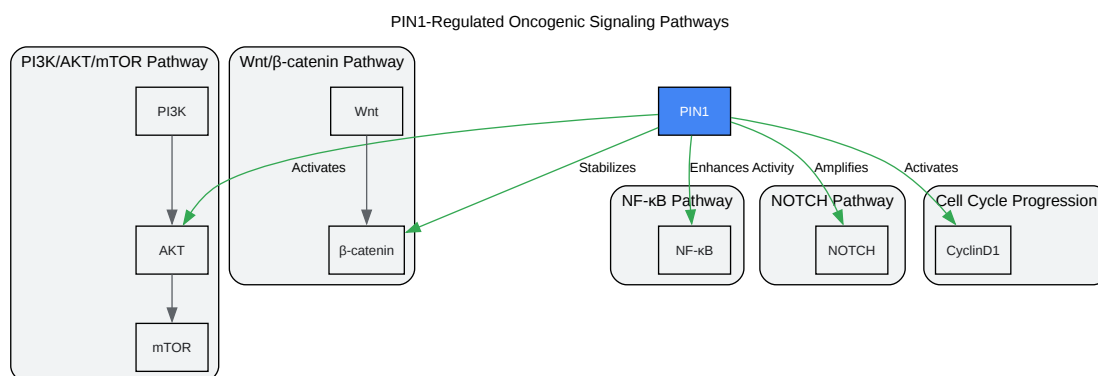 PIN1-Regulated Oncogenic Signaling Pathways
PI3K/AKT/mTOR Pathway
Wnt/β-catenin Pathway
PI3K
Wnt
PIN1
Activates
Stabilizes
Enhances Activity
Amplifies
Activates
NF-κB Pathway
NOTCH Pathway
Cell Cycle Progression
AKT
β-catenin
NF-κB
NOTCH
CyclinD1
mTOR